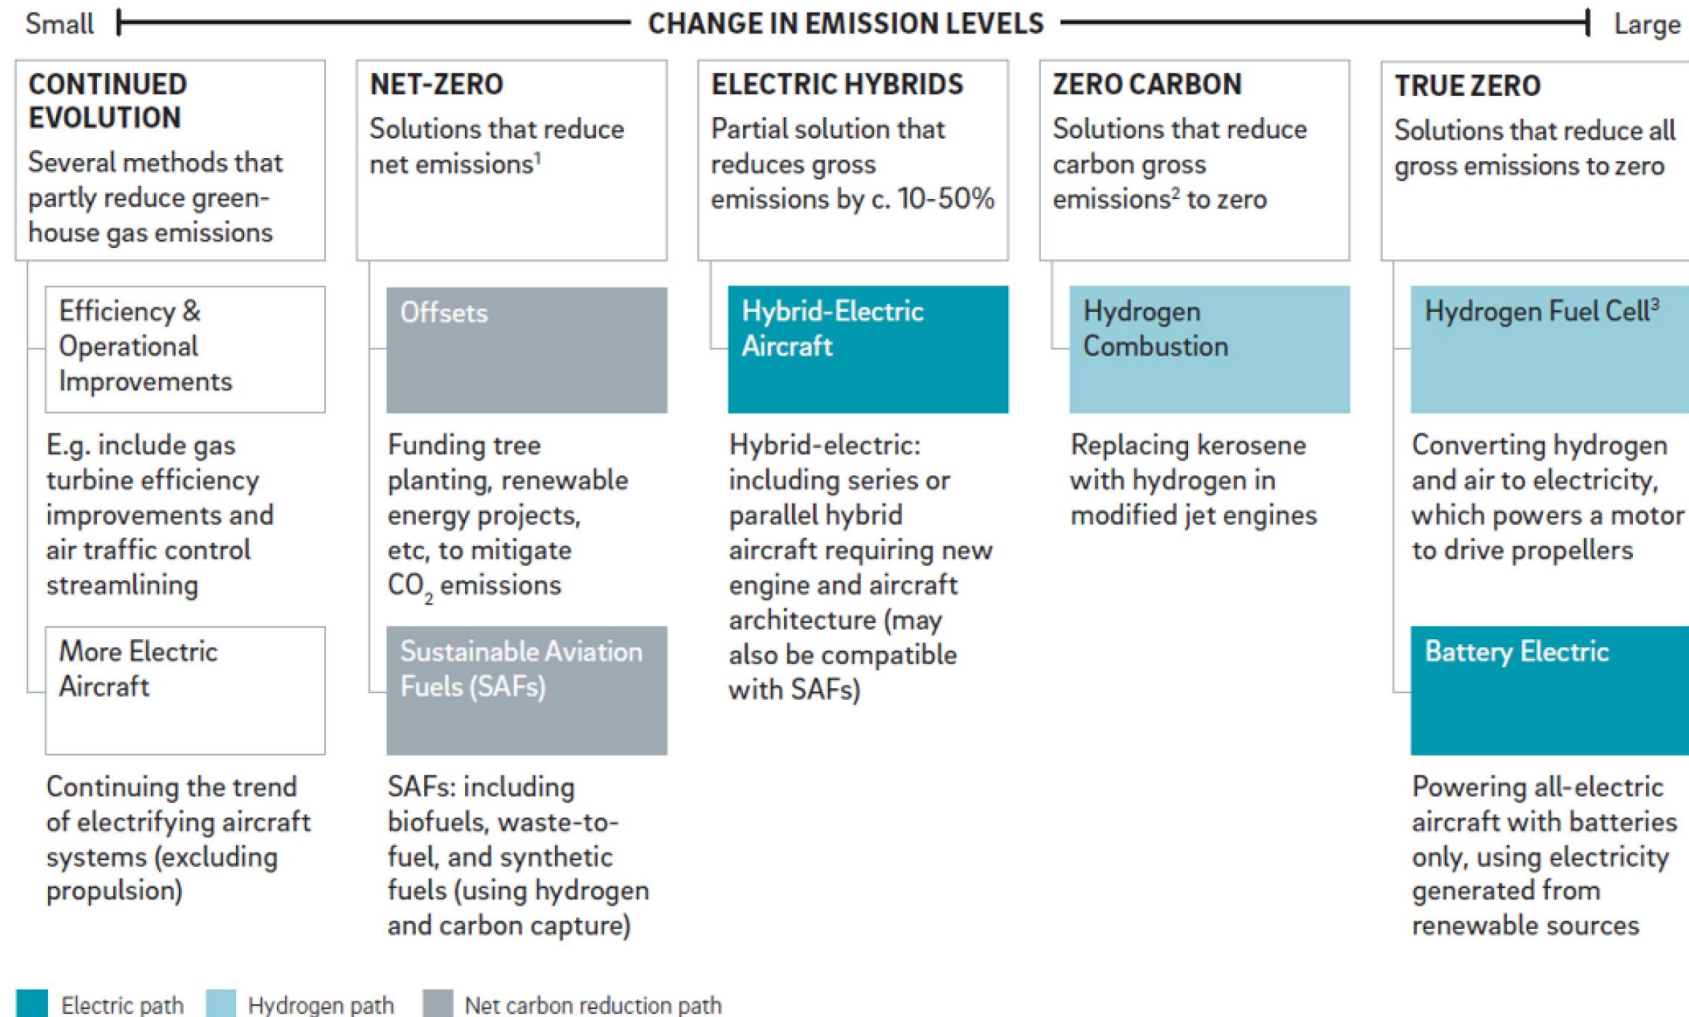 Small CHANGE IN EMISSION LEVELS Large
CONTINUED
EVOLUTION
Several methods that
partly reduce green-
house gas emissions
Efficiency &
Operational
Improvements
E.g. include gas
turbine efficiency
improvements and
air traffic control
streamlining
More Electric
Aircraft
Continuing the trend
of electrifying aircraft
systems (excluding
propulsion)
NET-ZERO
Solutions that reduce
net emissions¹
Offsets
Funding tree
planting, renewable
energy projects,
etc, to mitigate
CO₂ emissions
Sustainable Aviation
Fuels (SAFs)
SAFs: including
biofuels, waste-to-
fuel, and synthetic
fuels (using hydrogen
and carbon capture)
ELECTRIC HYBRIDS
Partial solution that
reduces gross
emissions by c. 10-50%
Hybrid-Electric
Aircraft
Hybrid-electric:
including series or
parallel hybrid
aircraft requiring new
engine and aircraft
architecture (may
also be compatible
with SAFs)
ZERO CARBON
Solutions that reduce
carbon gross
emissions² to zero
Hydrogen
Combustion
Replacing kerosene
with hydrogen in
modified jet engines
TRUE ZERO
Solutions that reduce all
gross emissions to zero
Hydrogen Fuel Cell³
Converting hydrogen
and air to electricity,
which powers a motor
to drive propellers
Battery Electric
Powering all-electric
aircraft with batteries
only, using electricity
generated from
renewable sources
Electric path Hydrogen path Net carbon reduction path